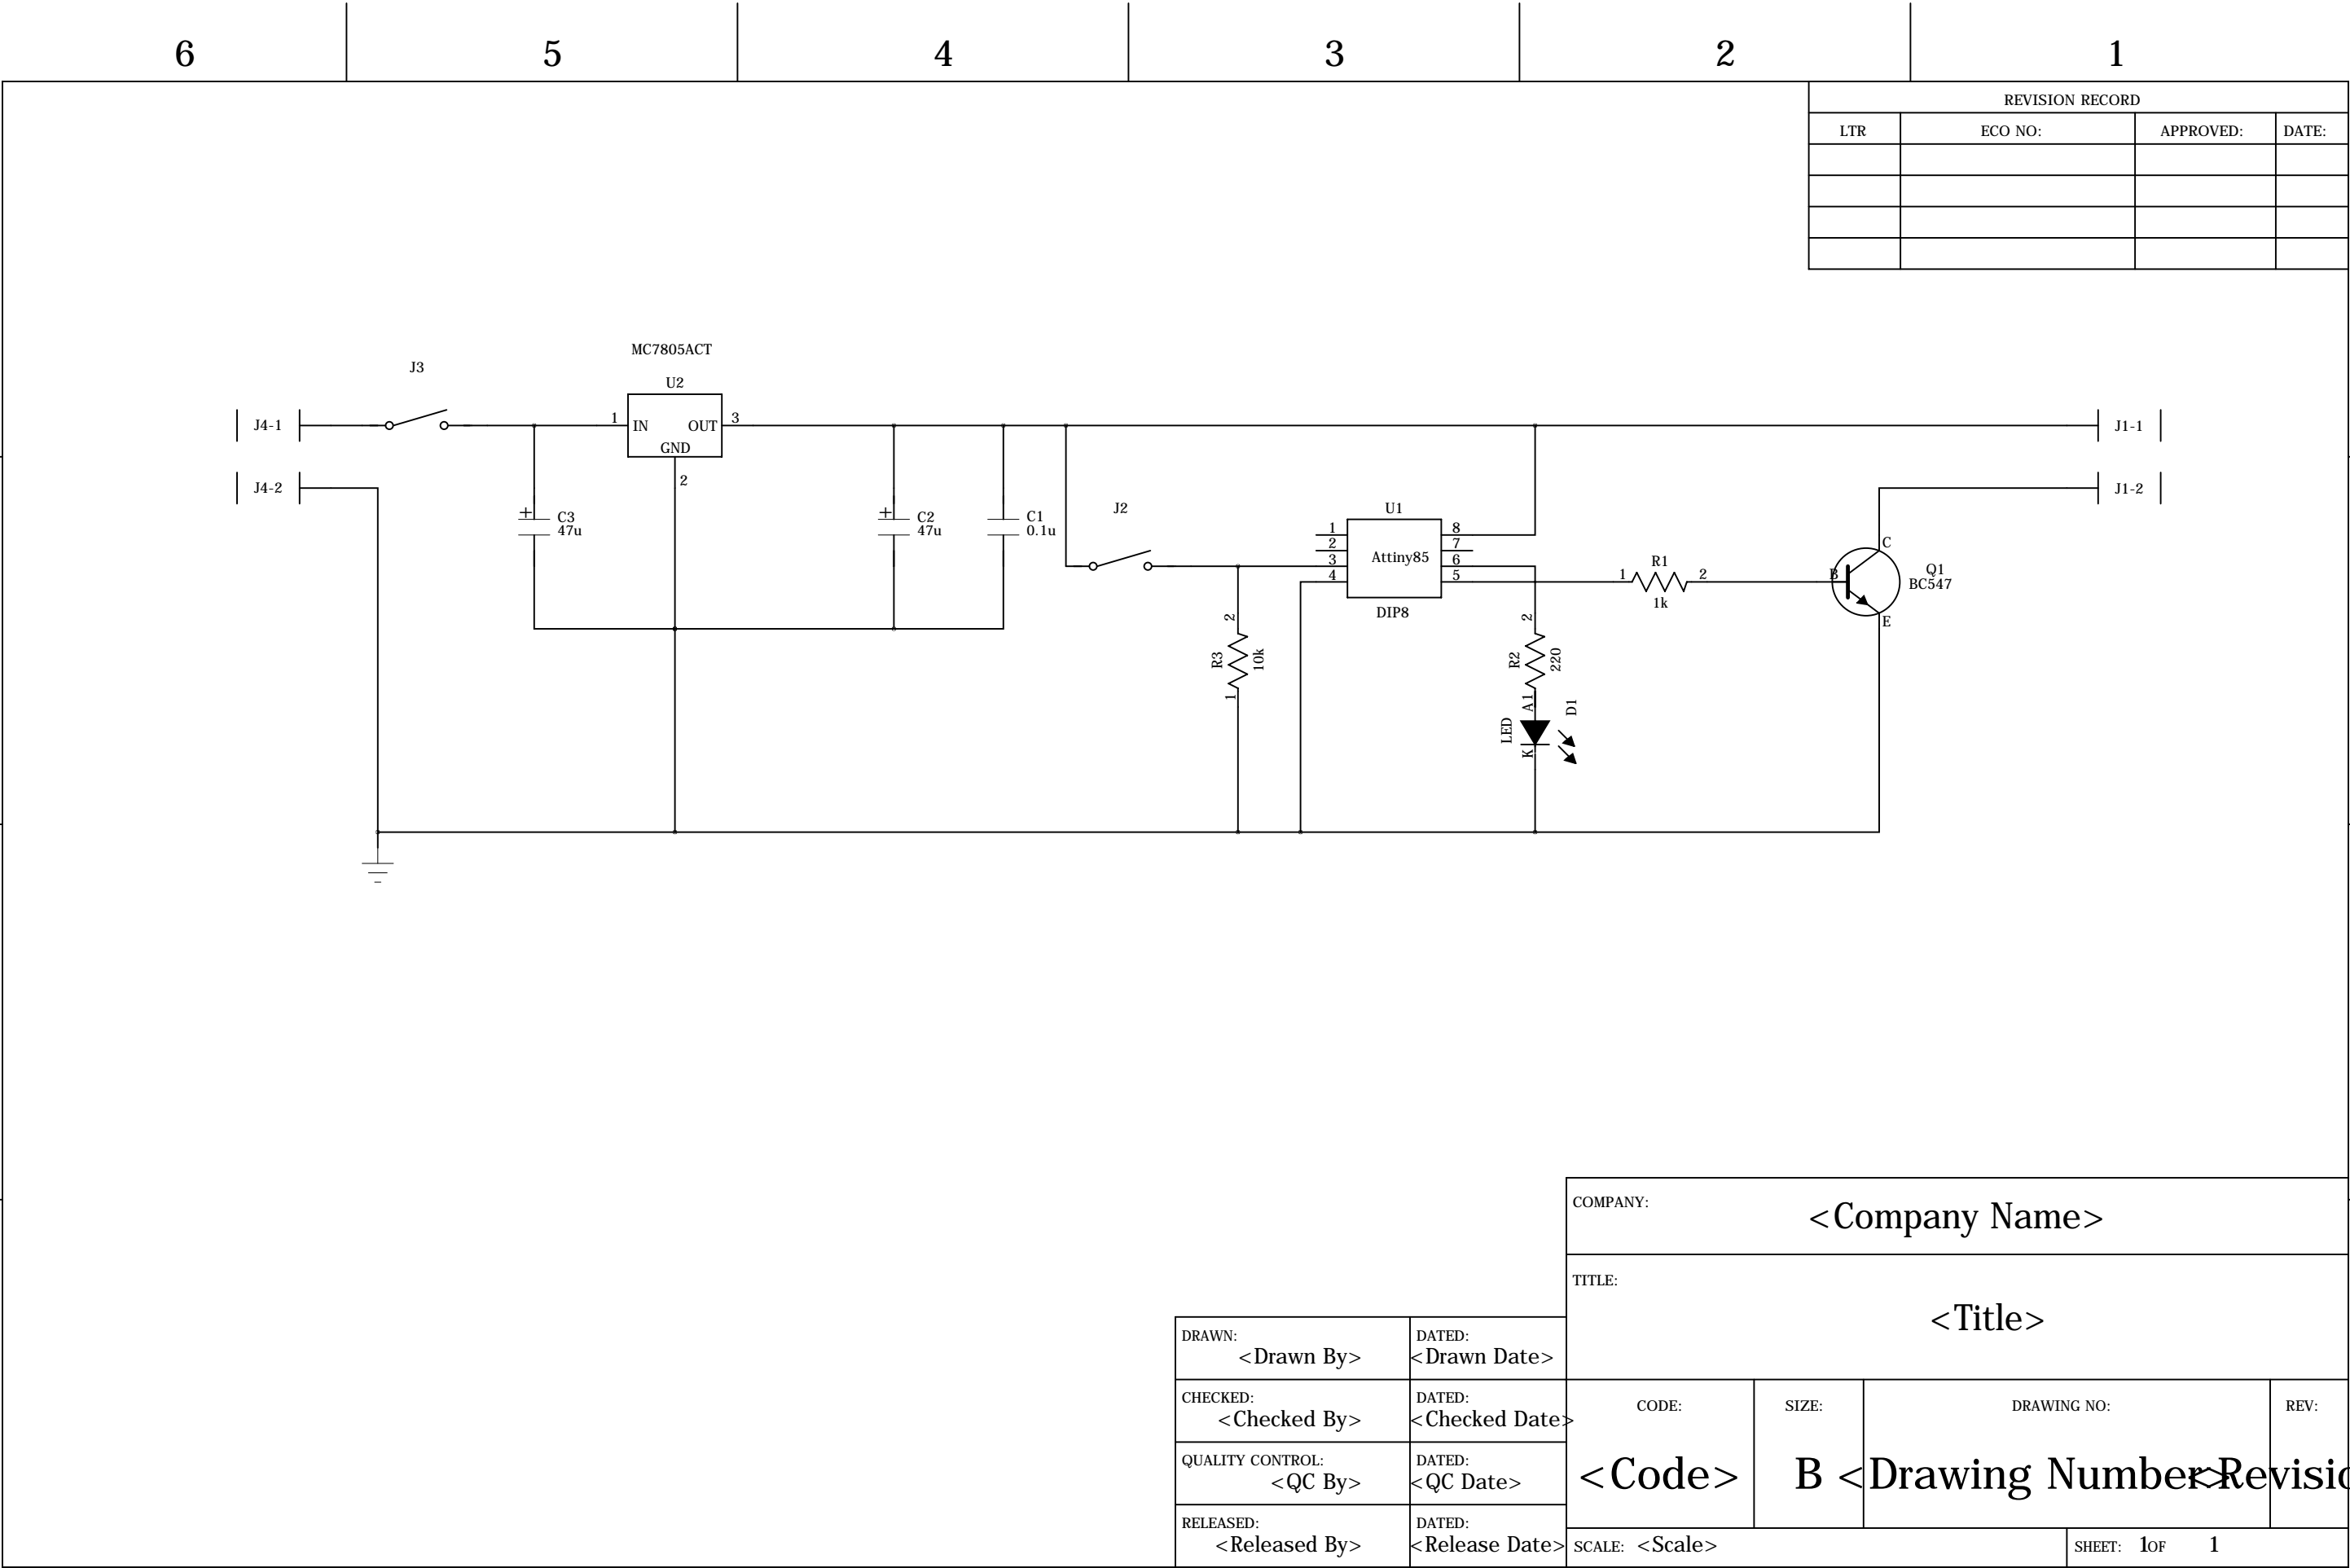 6 5 4 3 2 1
REVISION RECORD
LTR ECO NO: APPROVED: DATE:
MC7805ACT
J3
U2
J4-1
1 IN OUT 3
GND
2
J1-1
J4-2
J1-2
C3
47u
C2
47u
C1
0.1u
J2
U1
1 8
2 7
3 6
4 5
Attiny85
DIP8
R1
1 2
1k
C
B
E
Q1
BC547
2
R3
10k
1
2
R2
220
1
A
D1
LED
K
COMPANY:
<Company Name>
TITLE:
<Title>
DRAWN:
<Drawn By>
DATED:
<Drawn Date>
CHECKED:
<Checked By>
DATED:
<Checked Date>
QUALITY CONTROL:
<QC By>
DATED:
<QC Date>
RELEASED:
<Released By>
DATED:
<Release Date>
CODE: SIZE: DRAWING NO: REV:
<Code> B <Drawing Number> <Revisio
SCALE: <Scale>
SHEET: 1 OF 1